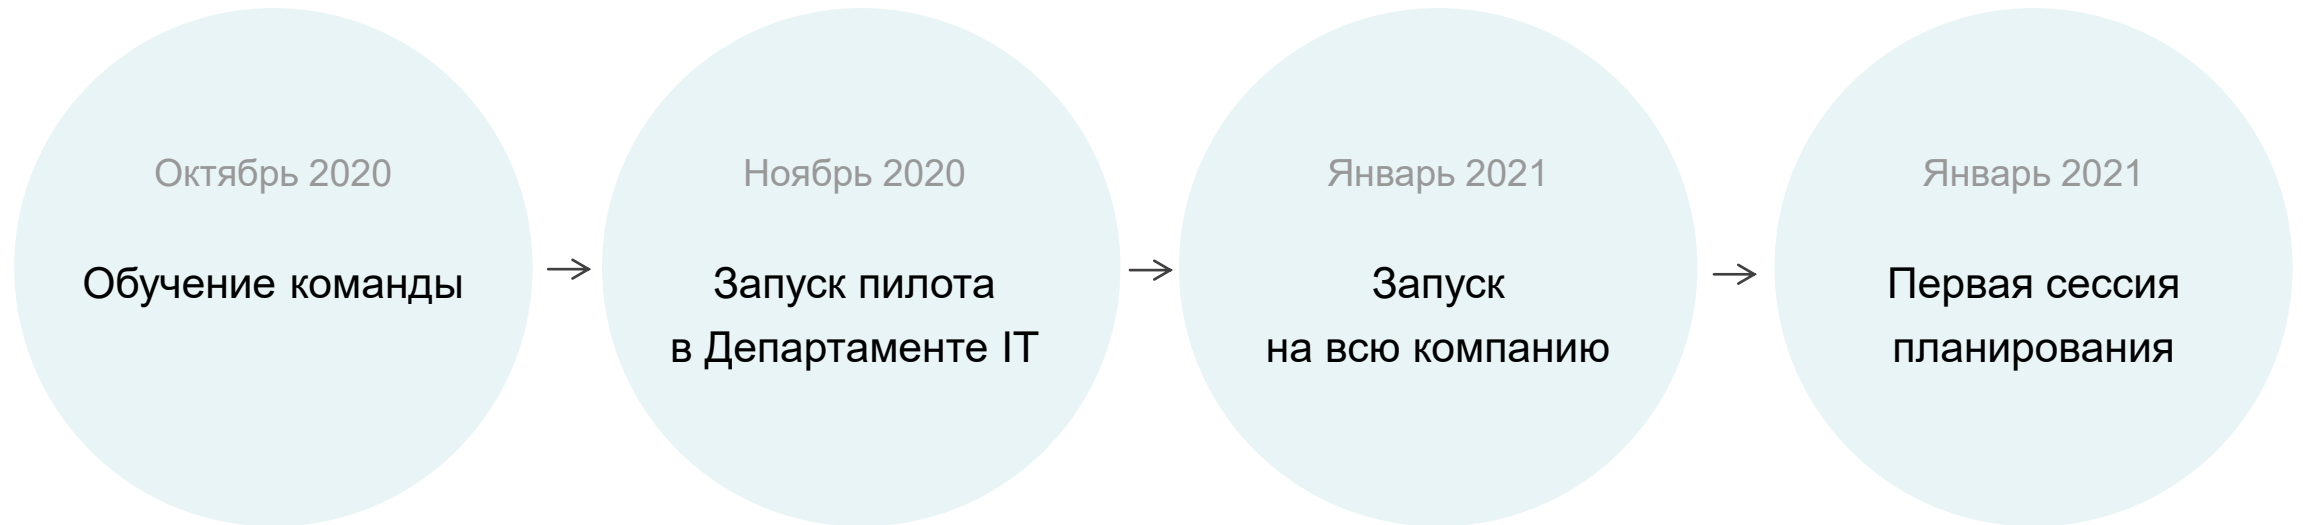 Октябрь 2020
Обучение команды
Ноябрь 2020
Запуск пилота
в Департаменте IT
Январь 2021
Запуск
на всю компанию
Январь 2021
Первая сессия
планирования